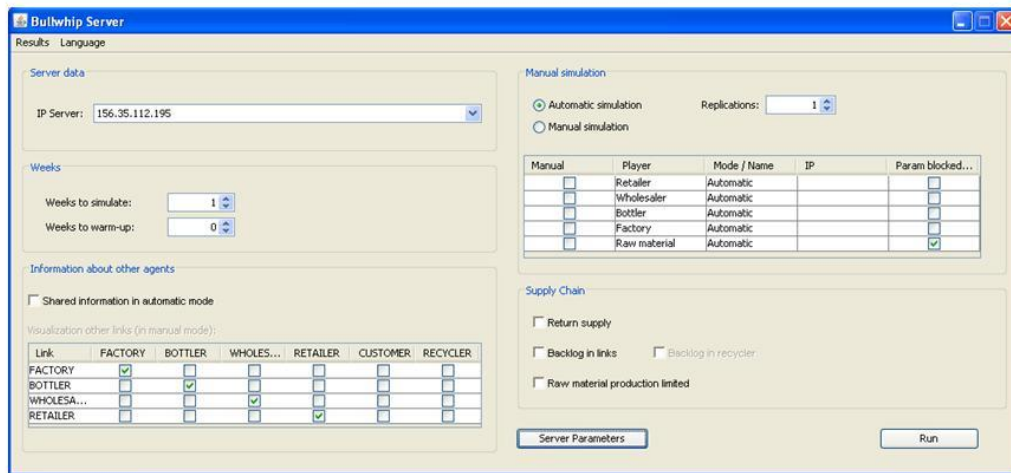 Bullwhip Server
Results Language
Server data
IP Server: 156.35.112.195
Weeks
Weeks to simulate: 1
Weeks to warm-up: 0
Information about other agents
Shared information in automatic mode
Visualization other links (in manual mode):
Link FACTORY BOTTLER WHOLES... RETAILER CUSTOMER RECYCLER
FACTORY
BOTTLER
WHOLESA...
RETAILER
Manual simulation
Automatic simulation Replications: 1
Manual simulation
Manual Player Mode / Name IP Param blocked...
Retailer Automatic
Wholesaler Automatic
Bottler Automatic
Factory Automatic
Raw material Automatic
Supply Chain
Return supply
Backlog in links Backlog in recycler
Raw material production limited
Server Parameters Run